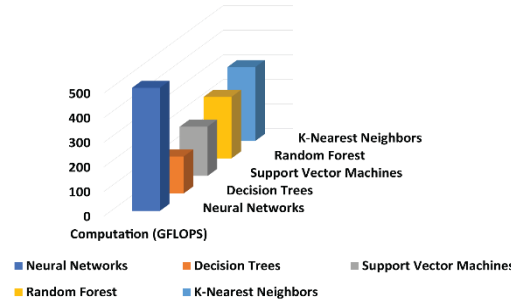 500
400
300
200
100
0
K-Nearest Neighbors
Random Forest
Support Vector Machines
Decision Trees
Neural Networks
Computation (GFLOPS)
Neural Networks Decision Trees Support Vector Machines
Random Forest K-Nearest Neighbors